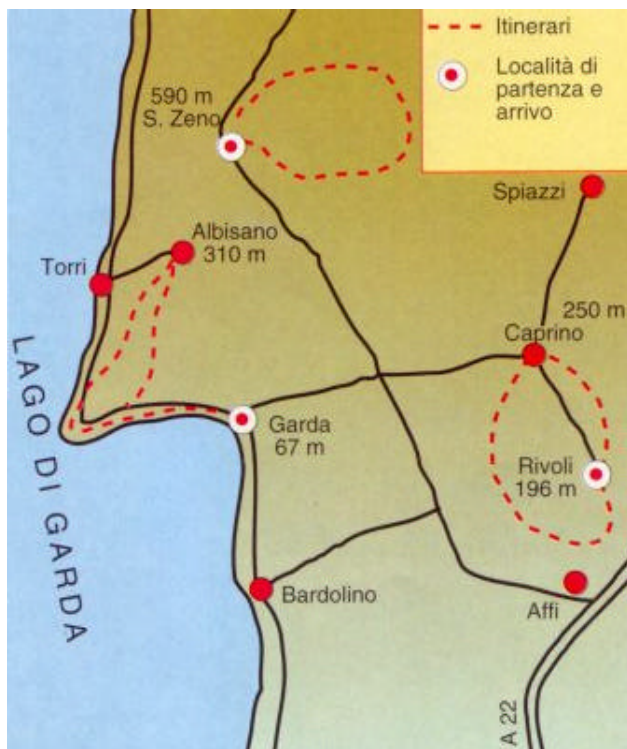 Itinerari
Località di
partenza e
arrivo
590 m
S. Zeno
Spiazzi
Albisano
310 m
Torri
250 m
Caprino
LAGO DI GARDA
Garda
67 m
Rivoli
196 m
Bardolino
Affi
A 22